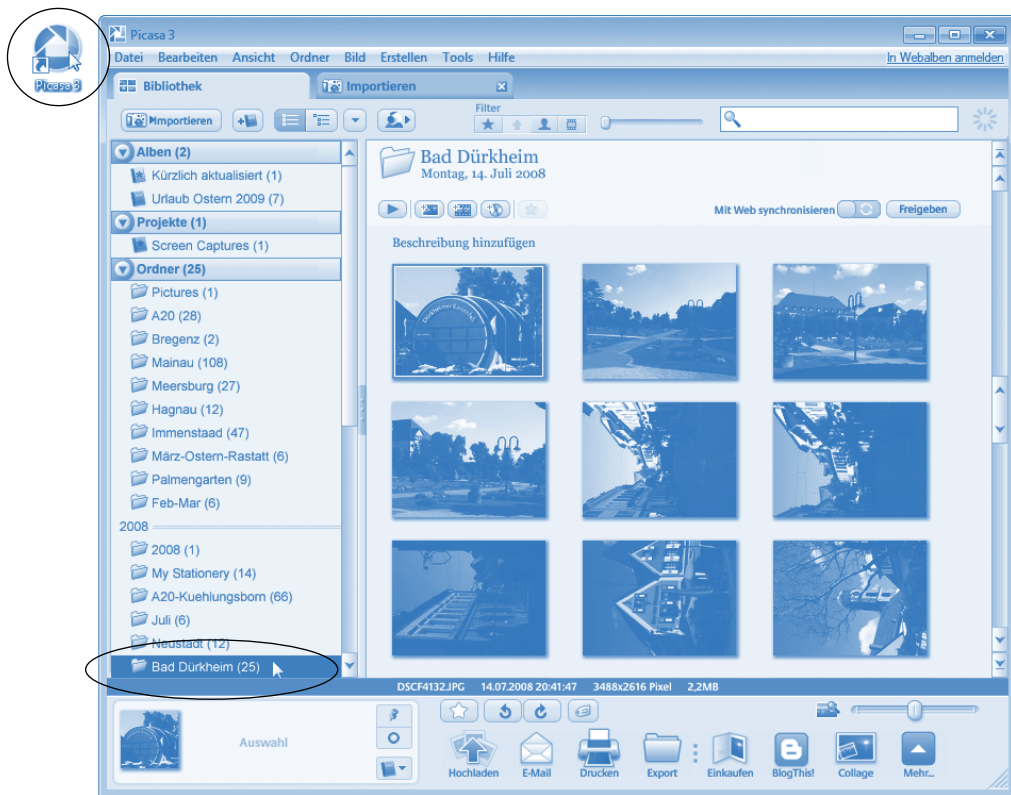 Picasa 3
Picasa 3
Datei Bearbeiten Ansicht Ordner Bild Erstellen Tools Hilfe
In Webalben anmelden
Bibliothek
Importieren
Importieren
Filter
Alben (2)
Kürzlich aktualisiert (1)
Urlaub Ostern 2009 (7)
Projekte (1)
Screen Captures (1)
Ordner (25)
Pictures (1)
A20 (28)
Bregenz (2)
Mainau (108)
Meersburg (27)
Hagnau (12)
Immenstaad (47)
März-Ostern-Rastatt (6)
Palmengarten (9)
Feb-Mar (6)
2008
2008 (1)
My Stationery (14)
A20-Kuehlungsborn (66)
Juli (6)
Neustadt (12)
Bad Dürkheim (25)
Bad Dürkheim
Montag, 14. Juli 2008
Mit Web synchronisieren
Freigeben
Beschreibung hinzufügen
DSCF4132.JPG 14.07.2008 20:41:47 3488x2616 Pixel 2,2MB
Auswahl
Hochladen
E-Mail
Drucken
Export
Einkaufen
BlogThis!
Collage
Mehr...